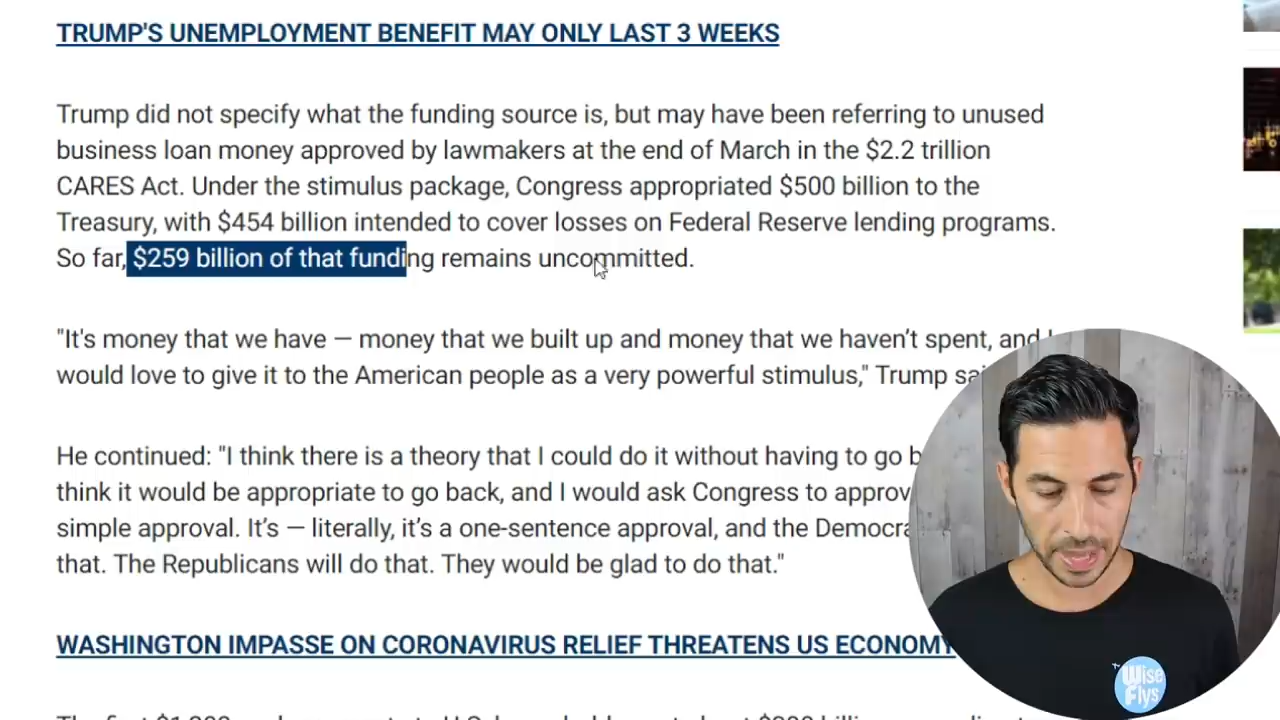 TRUMP'S UNEMPLOYMENT BENEFIT MAY ONLY LAST 3 WEEKS
Trump did not specify what the funding source is, but may have been referring to unused
business loan money approved by lawmakers at the end of March in the $2.2 trillion
CARES Act. Under the stimulus package, Congress appropriated $500 billion to the
Treasury, with $454 billion intended to cover losses on Federal Reserve lending programs.
So far, $259 billion of that funding remains uncommitted.
"It's money that we have — money that we built up and money that we haven’t spent, and I
would love to give it to the American people as a very powerful stimulus," Trump
He continued: "I think there is a theory that I could do it without having to go
think it would be appropriate to go back, and I would ask Congress to
simple approval. It’s — literally, it’s a one-sentence approval, and the
that. The Republicans will do that. They would be glad to do that."
WASHINGTON IMPASSE ON CORONAVIRUS RELIEF THREATENS US ECONOMY
Wise
Flys